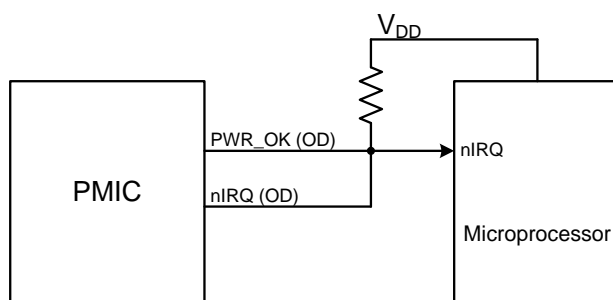 VDD
PWR_OK (OD)
nIRQ
PMIC
nIRQ (OD)
Microprocessor